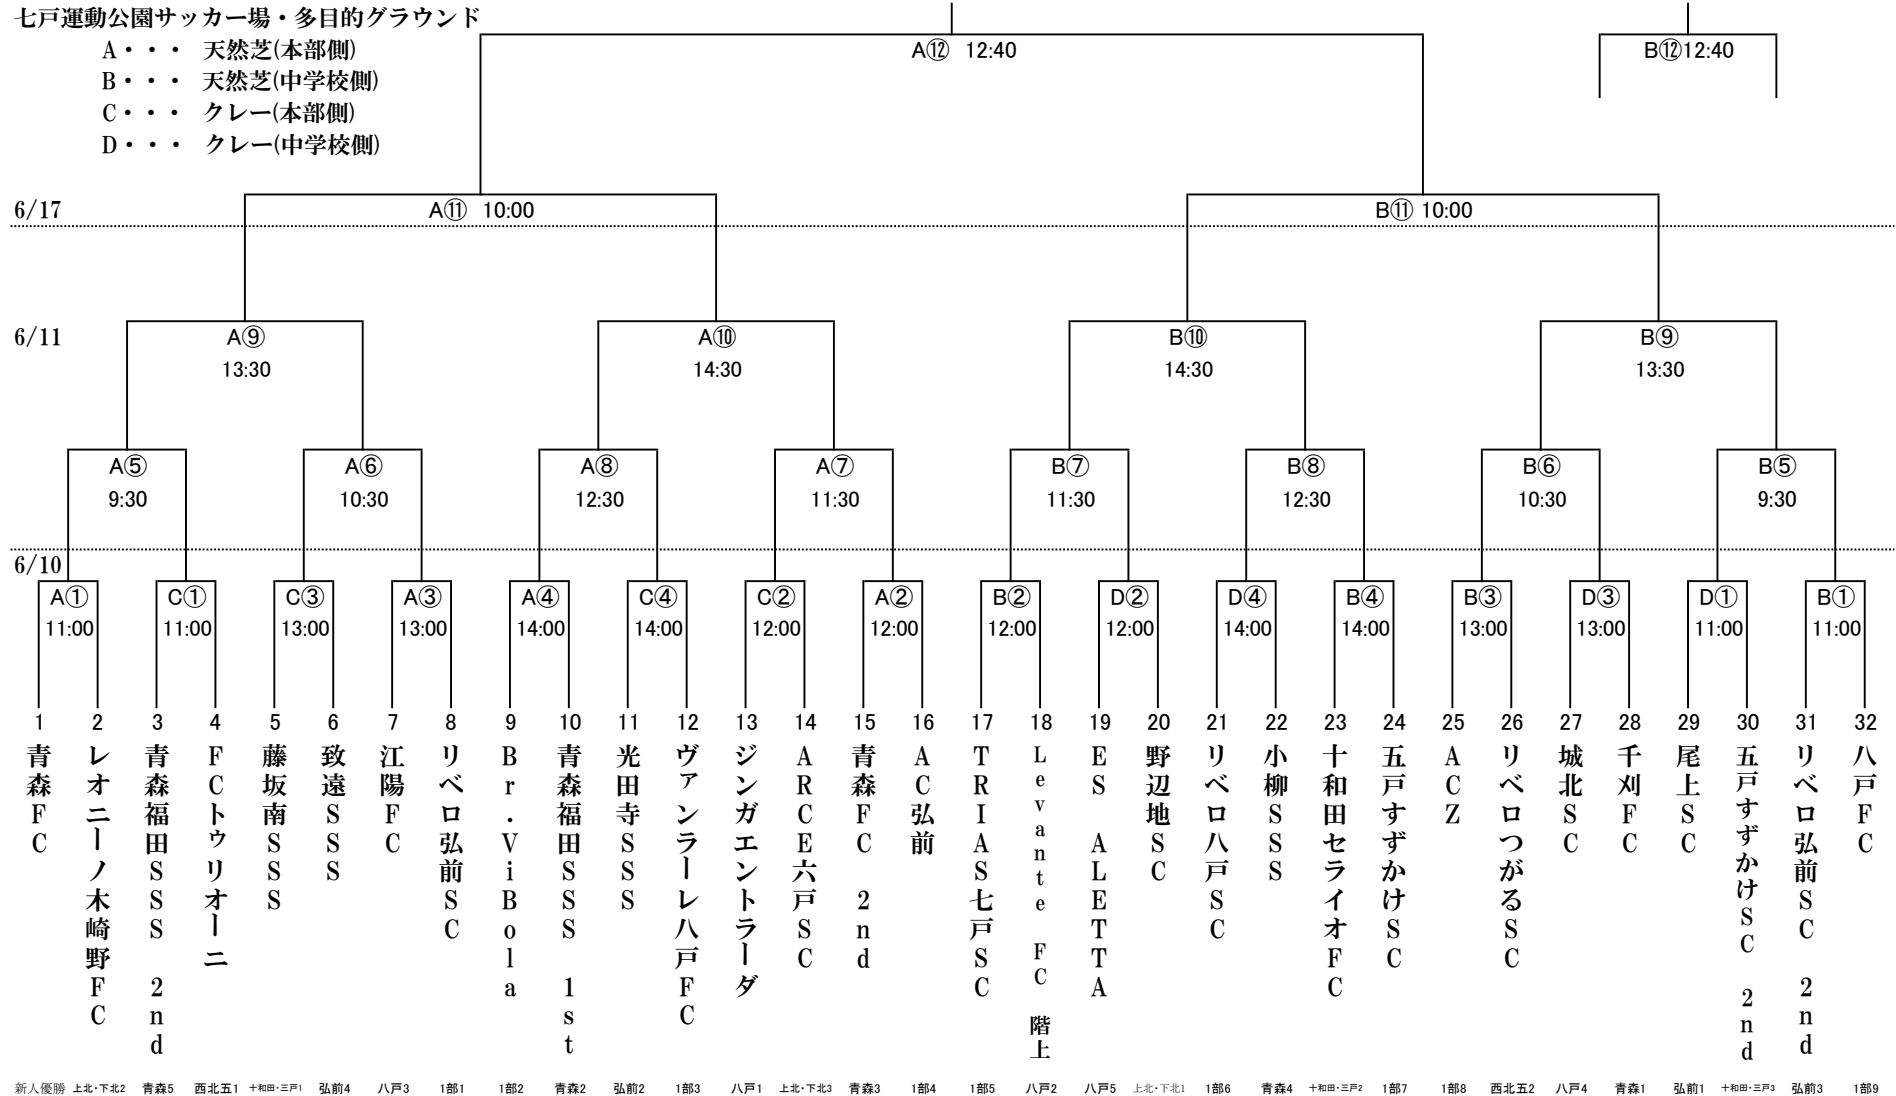 七戸運動公園サッカー場・多目的グラウンド
A・・・ 天然芝(本部側)
B・・・ 天然芝(中学校側)
C・・・ クレー(本部側)
D・・・ クレー(中学校側)
A⑫ 12:40
B⑫12:40
6/17
A⑪ 10:00
B⑪ 10:00
6/11
A⑨
13:30
A⑩
14:30
B⑩
14:30
B⑨
13:30
A⑤
9:30
A⑥
10:30
A⑧
12:30
A⑦
11:30
B⑦
11:30
B⑧
12:30
B⑥
10:30
B⑤
9:30
6/10
A①
11:00
C①
11:00
C③
13:00
A③
13:00
A④
14:00
C④
14:00
C②
12:00
A②
12:00
B②
12:00
D②
12:00
D④
14:00
B④
14:00
B③
13:00
D③
13:00
D①
11:00
B①
11:00
1
青森FC
新人優勝
2
レオニーノ木崎野FC
上北・下北2
3
青森福田SSS 2nd
青森5
4
FCトゥリオーニ
西北五1
5
藤坂南SSS
十和田・三戸1
6
致遠SSS
弘前4
7
江陽FC
八戸3
8
リベロ弘前SC
1部1
9
Br.ViBola
1部2
10
青森福田SSS 1st
青森2
11
光田寺SSS
弘前2
12
ヴァンラーレ八戸FC
1部3
13
ジンガエントラーダ
八戸1
14
ARCE六戸SC
上北・下北3
15
青森FC 2nd
青森3
16
AC弘前
1部4
17
TRIAS七戸SC
1部5
18
Levante FC 階上
八戸2
19
ES ALETTA
八戸5
20
野辺地SC
上北・下北1
21
リベロ八戸SC
1部6
22
小柳SSS
青森4
23
十和田セライオFC
十和田・三戸2
24
五戸すずかけSC
1部7
25
ACZ
1部8
26
リベロつがるSC
西北五2
27
城北SC
八戸4
28
千刈FC
青森1
29
尾上SC
弘前1
30
五戸すずかけSC 2nd
十和田・三戸3
31
リベロ弘前SC 2nd
弘前3
32
八戸FC
1部9